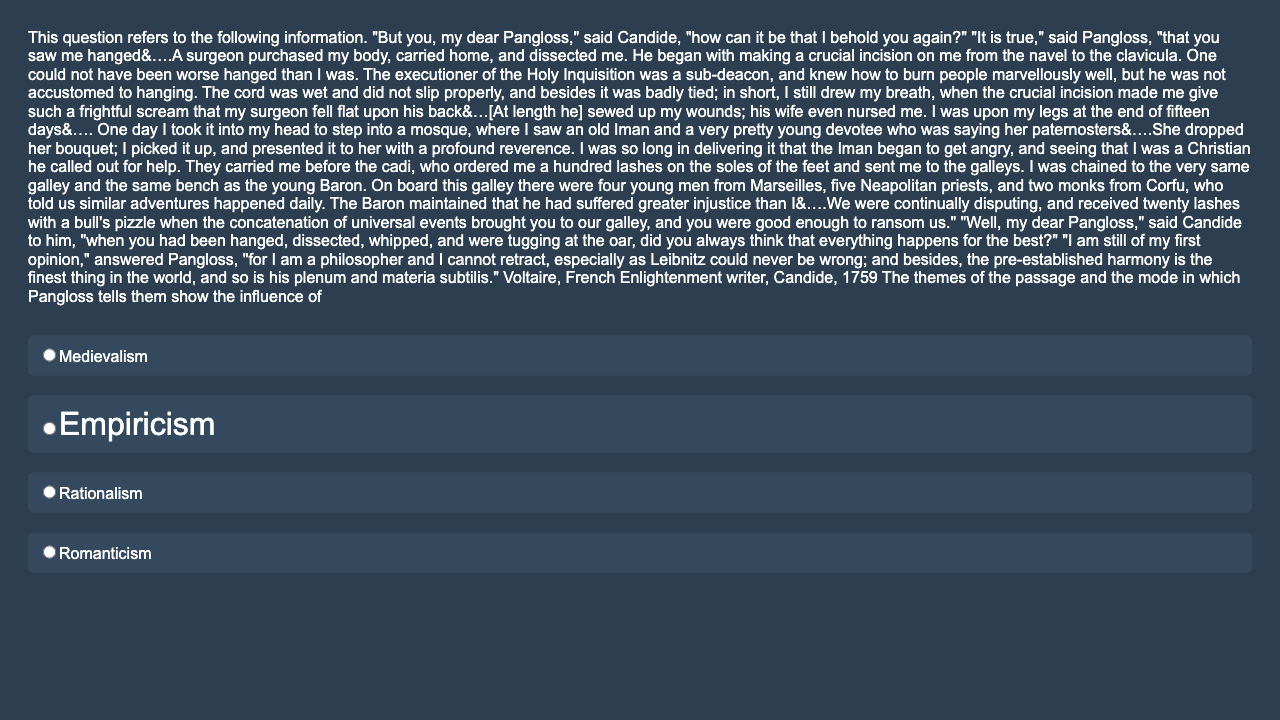 This question refers to the following information. "But you, my dear Pangloss," said Candide, "how can it be that I behold you again?" "It is true," said Pangloss, "that you
saw me hanged&….A surgeon purchased my body, carried home, and dissected me. He began with making a crucial incision on me from the navel to the clavicula. One
could not have been worse hanged than I was. The executioner of the Holy Inquisition was a sub-deacon, and knew how to burn people marvellously well, but he was not
accustomed to hanging. The cord was wet and did not slip properly, and besides it was badly tied; in short, I still drew my breath, when the crucial incision made me give
such a frightful scream that my surgeon fell flat upon his back&…[At length he] sewed up my wounds; his wife even nursed me. I was upon my legs at the end of fifteen
days&…. One day I took it into my head to step into a mosque, where I saw an old Iman and a very pretty young devotee who was saying her paternosters&….She dropped
her bouquet; I picked it up, and presented it to her with a profound reverence. I was so long in delivering it that the Iman began to get angry, and seeing that I was a Christian
he called out for help. They carried me before the cadi, who ordered me a hundred lashes on the soles of the feet and sent me to the galleys. I was chained to the very same
galley and the same bench as the young Baron. On board this galley there were four young men from Marseilles, five Neapolitan priests, and two monks from Corfu, who
told us similar adventures happened daily. The Baron maintained that he had suffered greater injustice than I&….We were continually disputing, and received twenty lashes
with a bull's pizzle when the concatenation of universal events brought you to our galley, and you were good enough to ransom us." "Well, my dear Pangloss," said Candide
to him, "when you had been hanged, dissected, whipped, and were tugging at the oar, did you always think that everything happens for the best?" "I am still of my first
opinion," answered Pangloss, "for I am a philosopher and I cannot retract, especially as Leibnitz could never be wrong; and besides, the pre-established harmony is the
finest thing in the world, and so is his plenum and materia subtilis." Voltaire, French Enlightenment writer, Candide, 1759 The themes of the passage and the mode in which
Pangloss tells them show the influence of
Medievalism
Empiricism
Rationalism
Romanticism